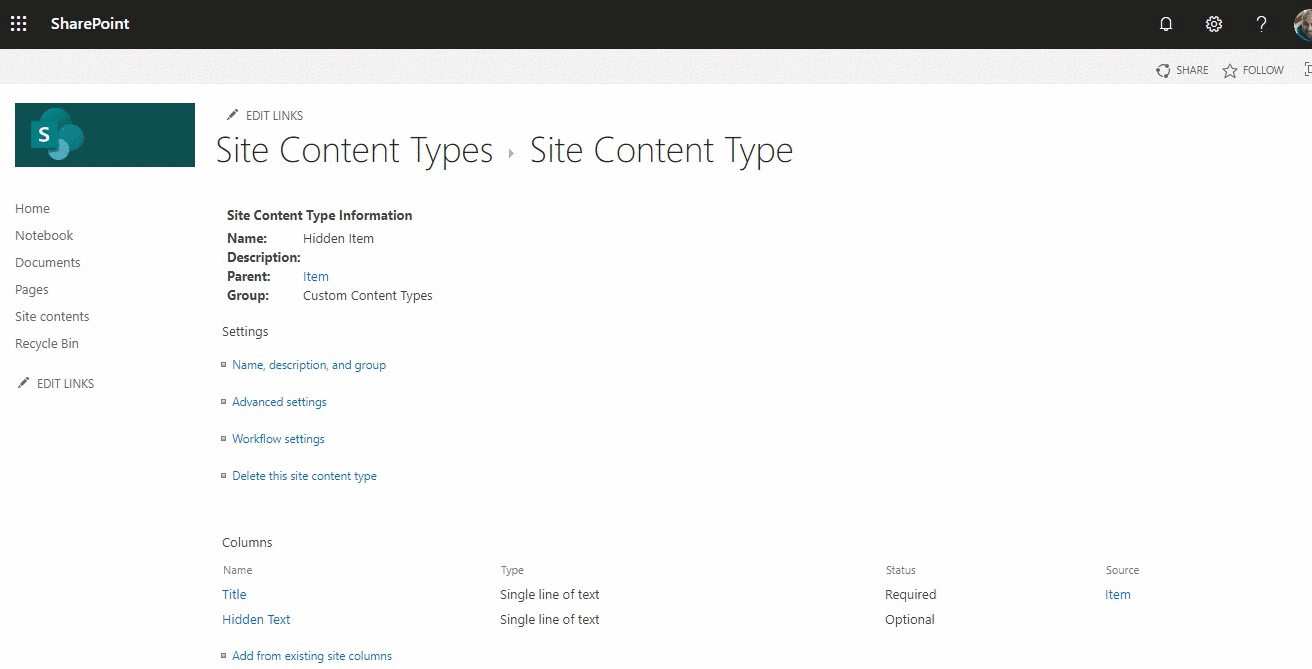 SharePoint
?
SHARE FOLLOW
S
EDIT LINKS
Site Content Types Site Content Type
Home
Notebook
Documents
Pages
Site contents
Recycle Bin
EDIT LINKS
Site Content Type Information
Name: Hidden Item
Description:
Parent: Item
Group: Custom Content Types
Settings
Name, description, and group
Advanced settings
Workflow settings
Delete this site content type
Columns
Name Type Status Source
Title Single line of text Required Item
Hidden Text Single line of text Optional
Add from existing site columns